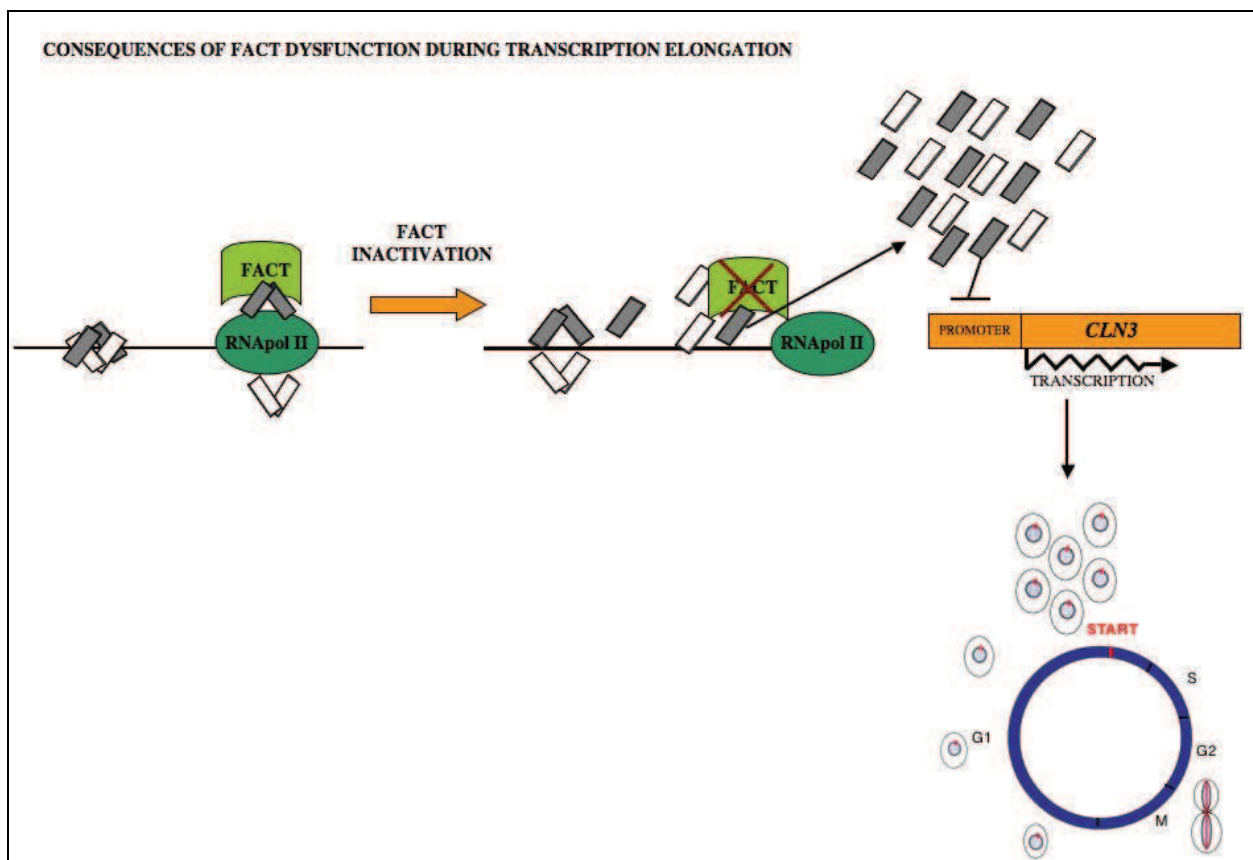 CONSEQUENCES OF FACT DYSFUNCTION DURING TRANSCRIPTION ELONGATION
FACT
INACTIVATION
FACT
RNApol II
FACT
RNApol II
PROMOTER
CLN3
TRANSCRIPTION
START
S
G1
G2
M